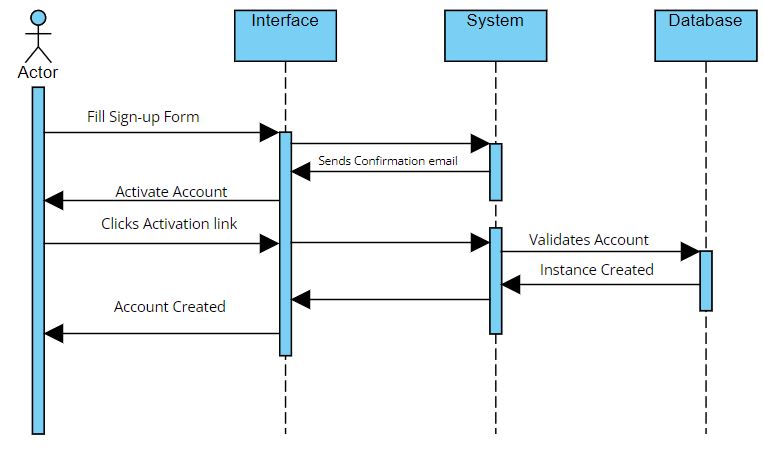 Interface
System
Database
Actor
Fill Sign-up Form
Sends Confirmation email
Activate Account
Clicks Activation link
Validates Account
Instance Created
Account Created